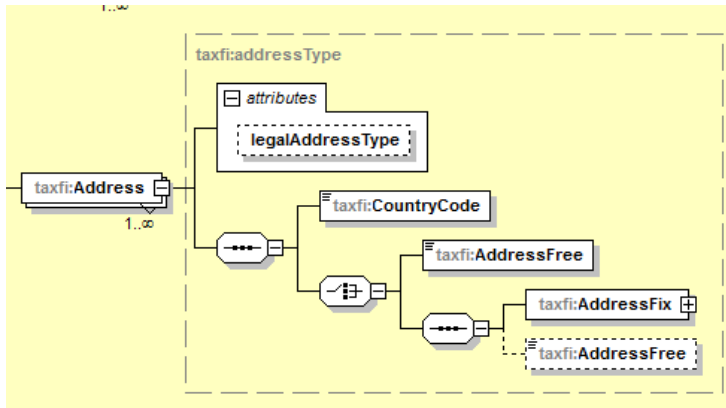 1..∞
taxfi:addressType
attributes
legalAddressType
taxfi:Address
1..∞
taxfi:CountryCode
taxfi:AddressFree
taxfi:AddressFix
taxfi:AddressFree